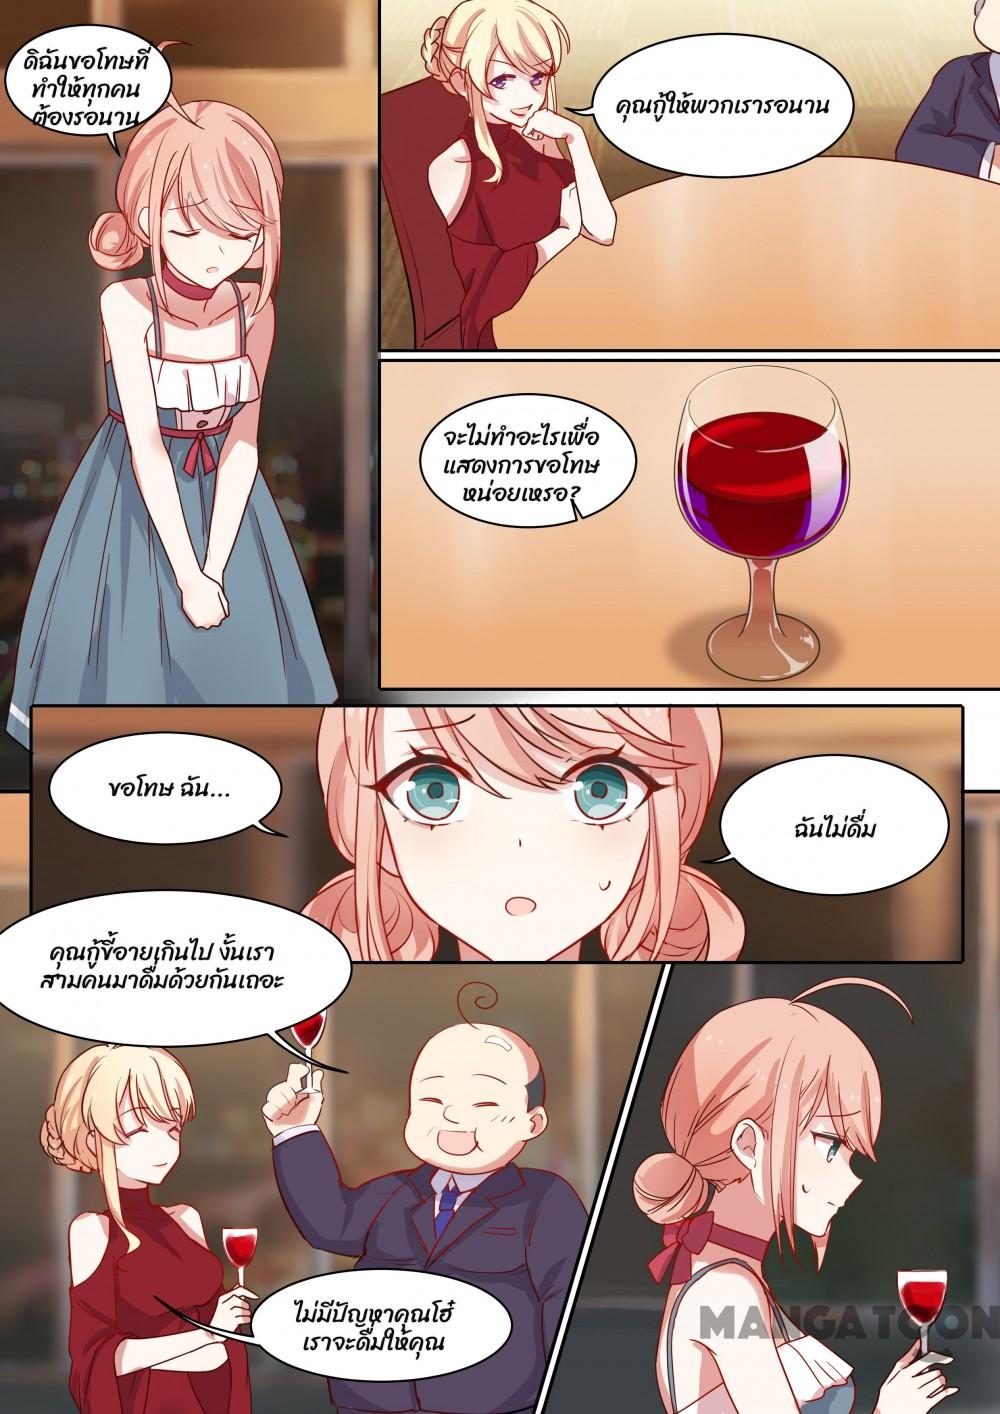 ดิฉันขอโทษที่
ทำให้ทุกคน
ต้องรอนาน
คุณกู้ให้พวกเรารอนาน
จะไม่ทำอะไรเพื่อ
แสดงการขอโทษ
หน่อยเหรอ?
ขอโทษ ฉัน...
ฉันไม่ดื่ม
คุณกู้ขี้อายเกินไป งั้นเรา
สามคนมาดื่มด้วยกันเถอะ
ไม่มีปัญหาคุณโฮ่
เราจะดื่มให้คุณ
MANGATOON